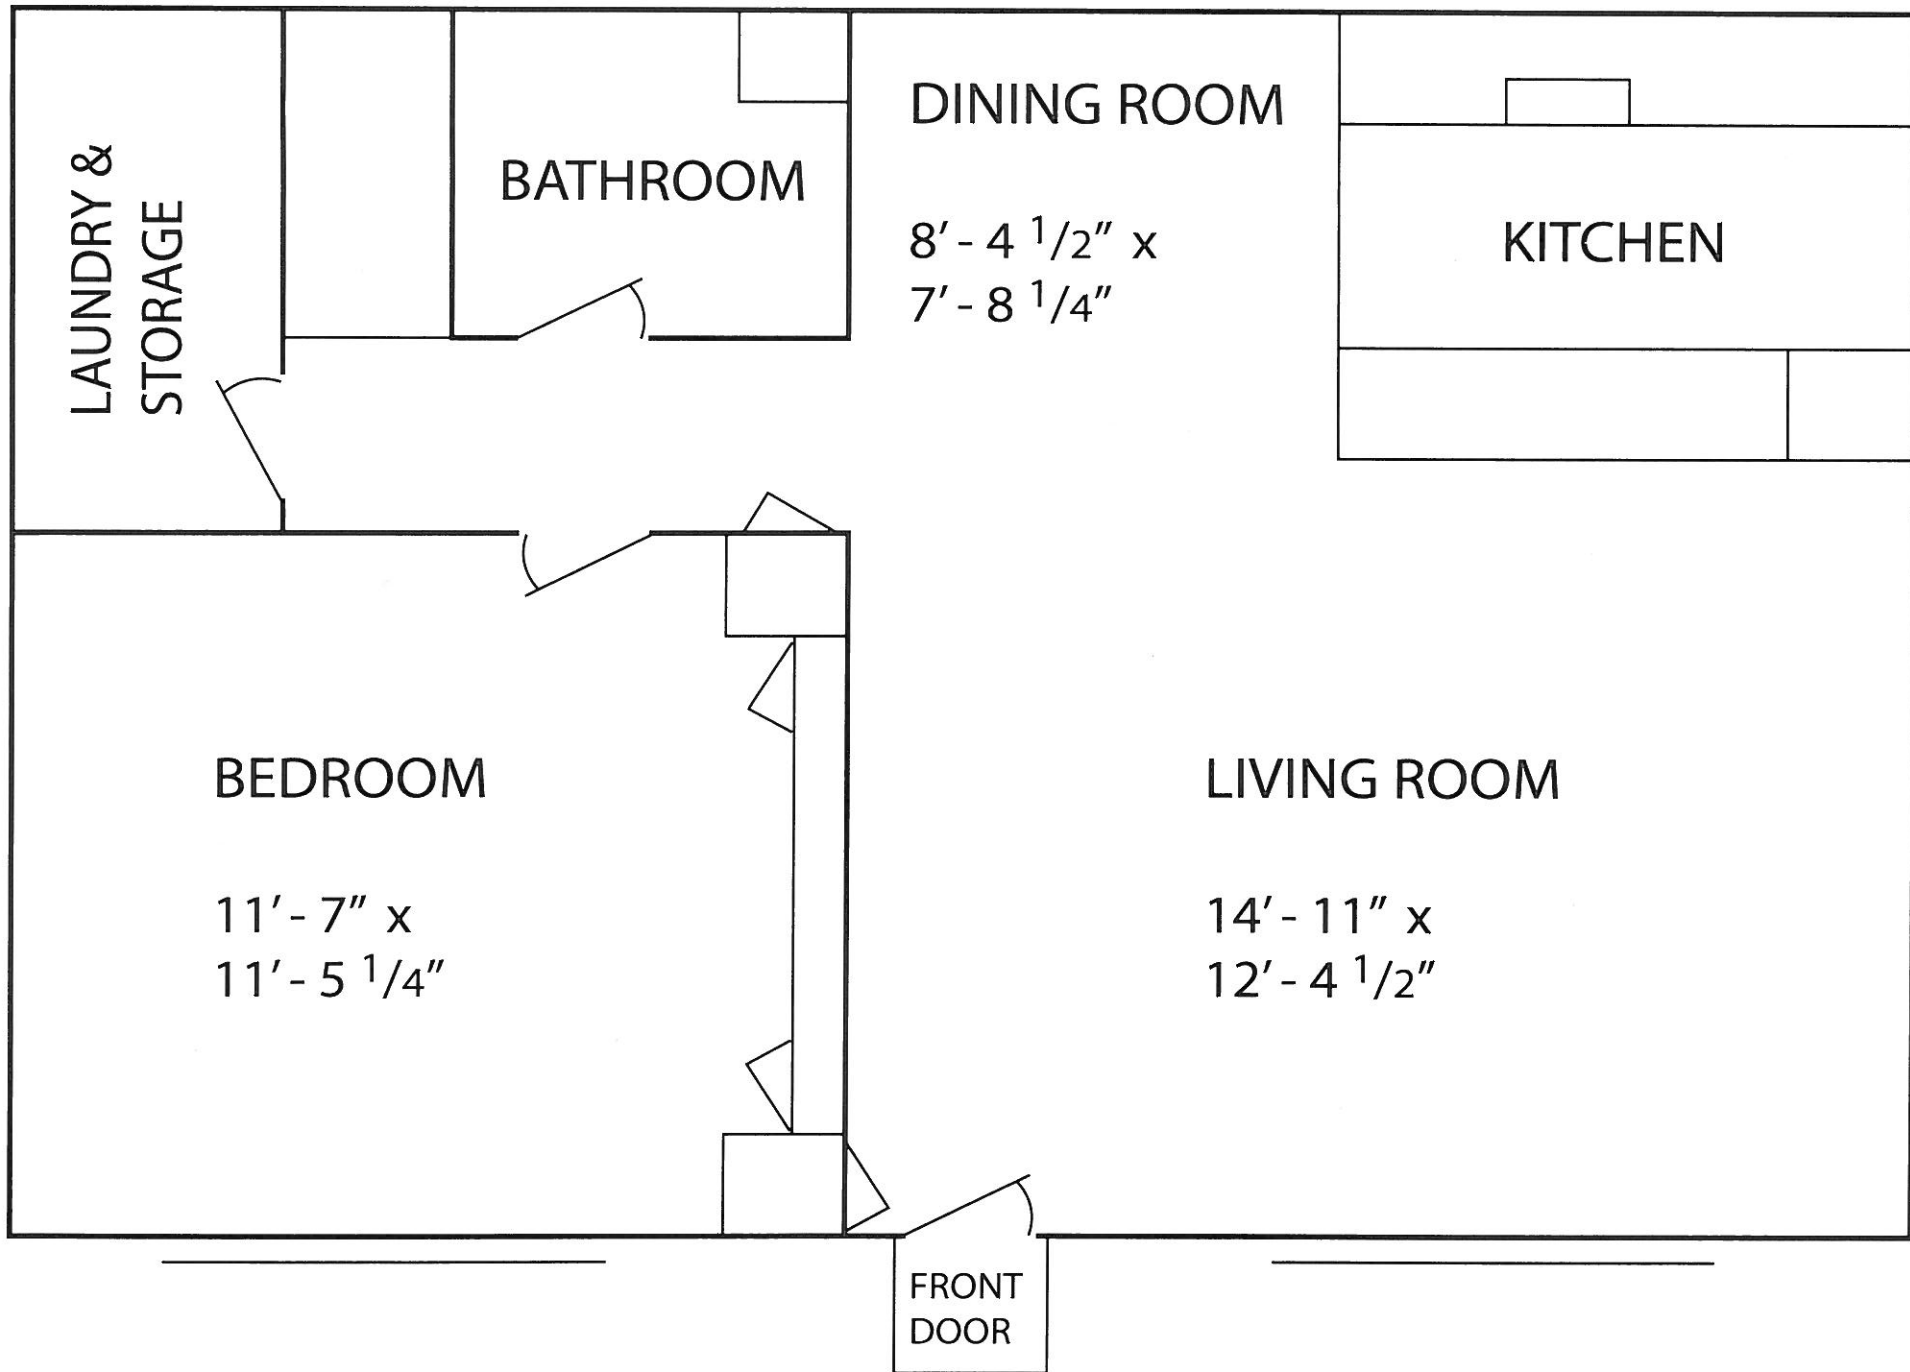 LAUNDRY &
STORAGE
BATHROOM
DINING ROOM
8' - 4 1/2" x
7' - 8 1/4"
KITCHEN
BEDROOM
11' - 7" x
11' - 5 1/4"
LIVING ROOM
14' - 11" x
12' - 4 1/2"
FRONT
DOOR